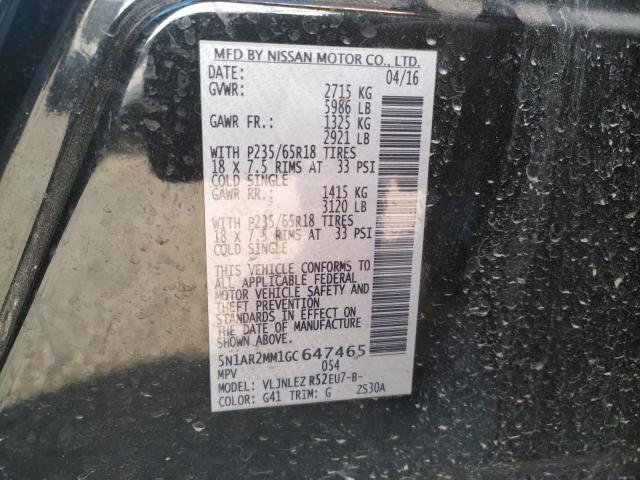 MFD BY NISSAN MOTOR CO., LTD.
DATE: 04/16
GVWR: 2715 KG
5986 LB
GAWR FR.: 1325 KG
2921 LB
WITH P235/65R18 TIRES
18 X 7.5 RIMS AT 33 PSI
COLD SINGLE
GAWR RR.: 1415 KG
3120 LB
WITH P235/65R18 TIRES
18 X 7.5 RIMS AT 33 PSI
COLD SINGLE
THIS VEHICLE CONFORMS TO
ALL APPLICABLE FEDERAL
MOTOR VEHICLE SAFETY AND
THEFT PREVENTION
STANDARDS IN EFFECT ON
THE DATE OF MANUFACTURE
SHOWN ABOVE.
5N1AR2MM1GC647465
MPV 054
MODEL: VLJNLEZ R52EU7-B-
COLOR: G41 TRIM: G ZS30A